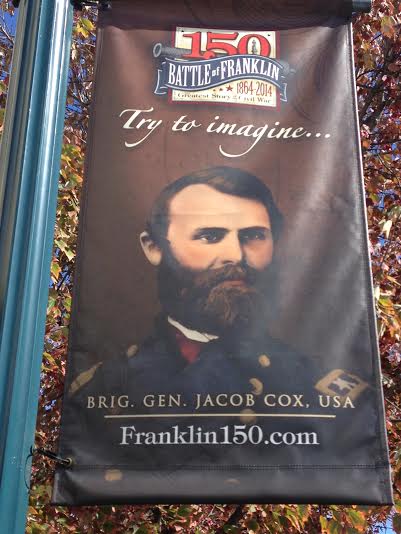 150
BATTLE of FRANKLIN
1864-2014
Greatest Story of the Civil War
Try to imagine...
BRIG. GEN. JACOB COX, USA
Franklin150.com